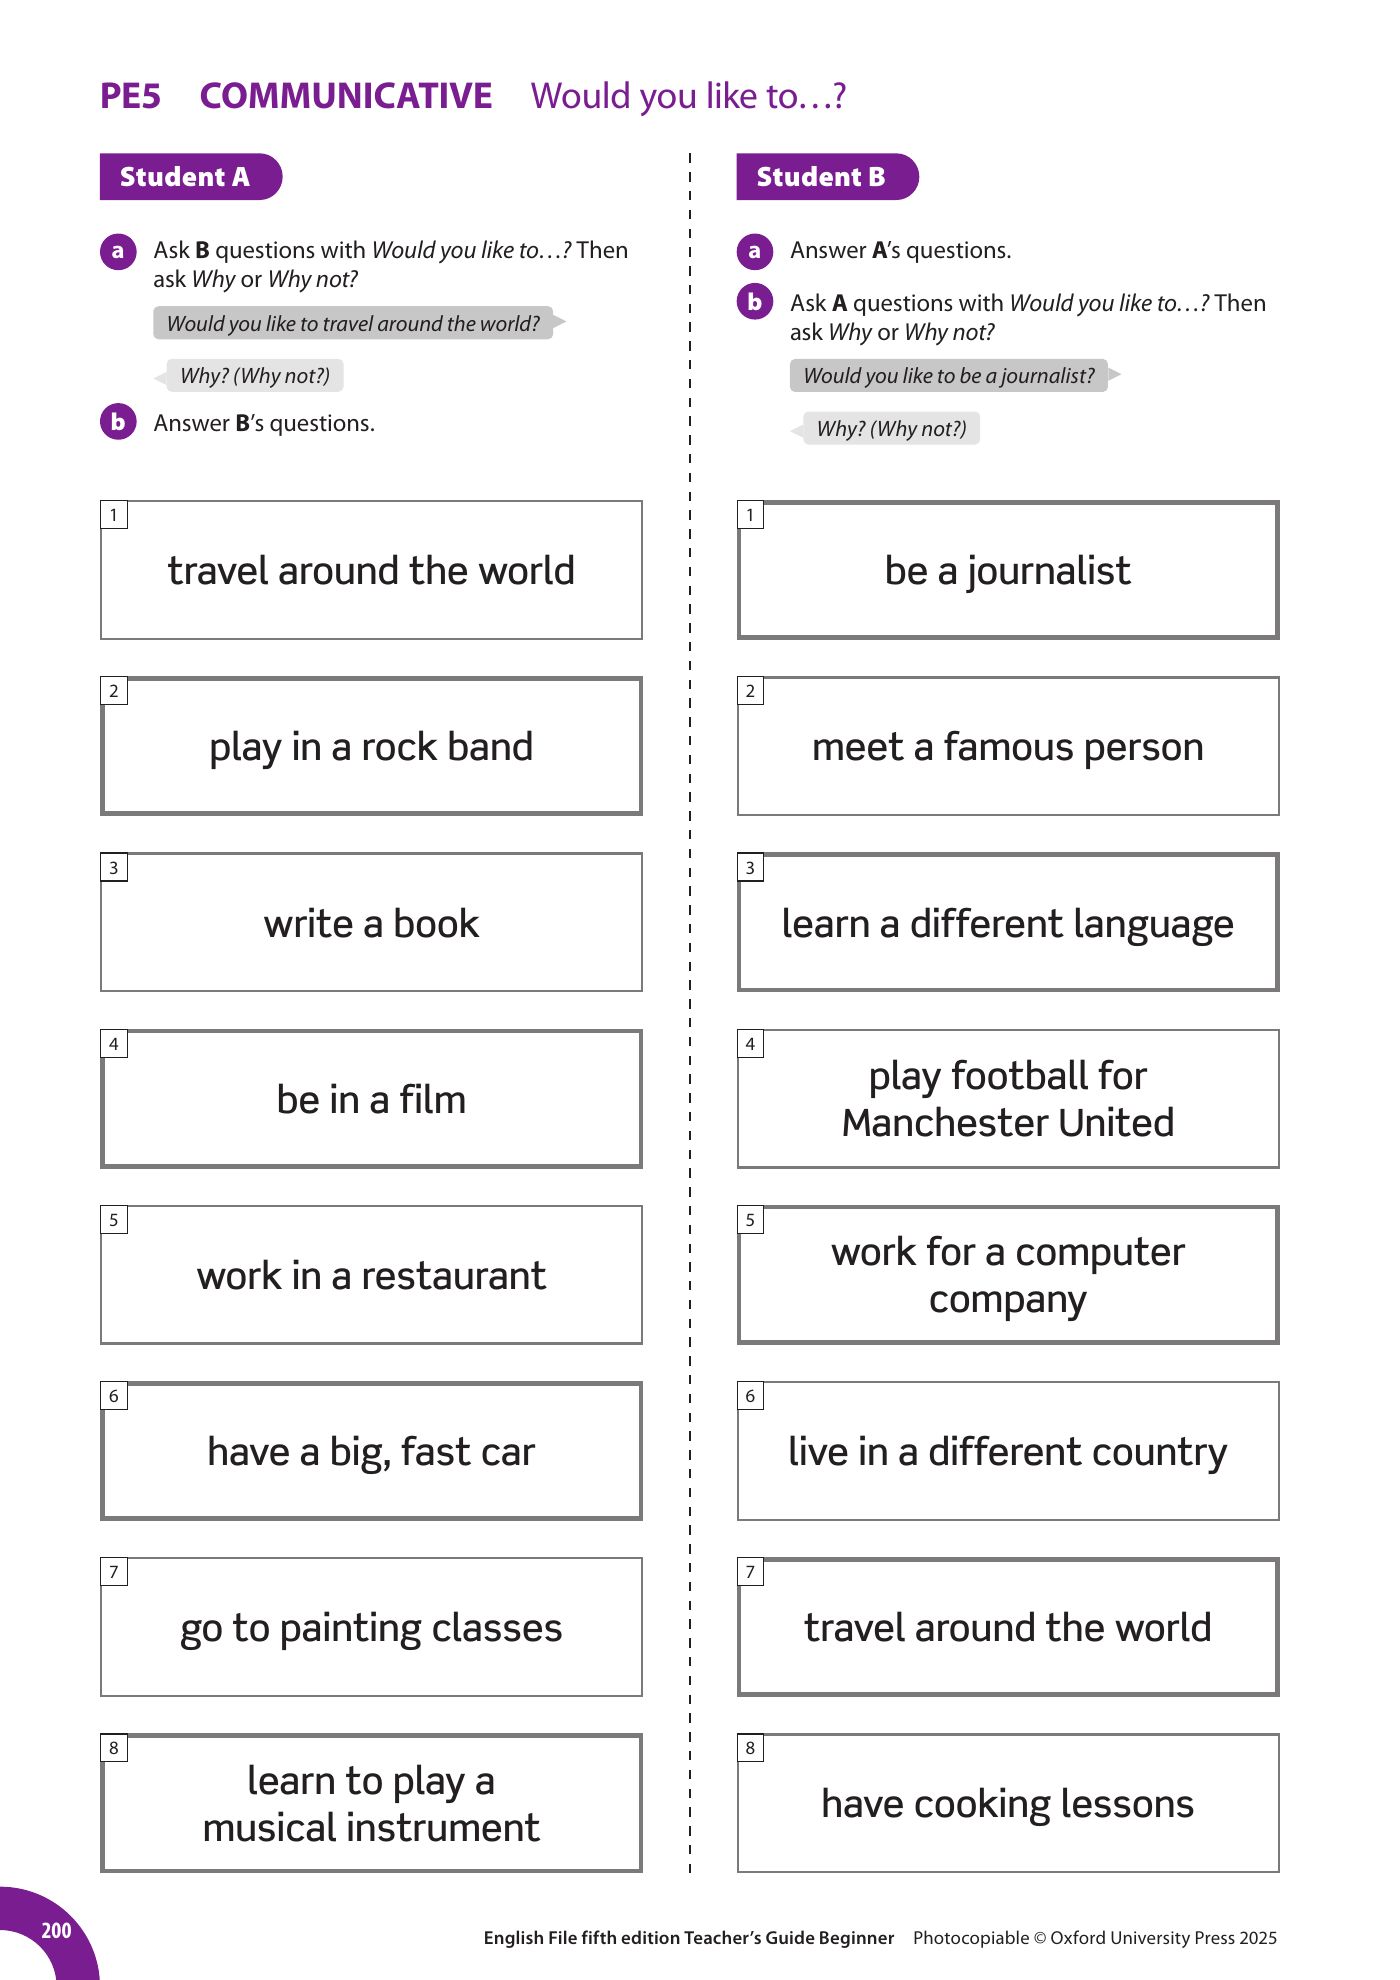 PE5 COMMUNICATIVE Would you like to…?
Student A
a Ask B questions with Would you like to…? Then
ask Why or Why not?
Would you like to travel around the world?
Why? (Why not?)
b Answer B's questions.
1
travel around the world
2
play in a rock band
3
write a book
4
be in a film
5
work in a restaurant
6
have a big, fast car
7
go to painting classes
8
learn to play a
musical instrument
Student B
a Answer A's questions.
b Ask A questions with Would you like to…? Then
ask Why or Why not?
Would you like to be a journalist?
Why? (Why not?)
1
be a journalist
2
meet a famous person
3
learn a different language
4
play football for
Manchester United
5
work for a computer
company
6
live in a different country
7
travel around the world
8
have cooking lessons
200
English File fifth edition Teacher's Guide Beginner Photocopiable © Oxford University Press 2025